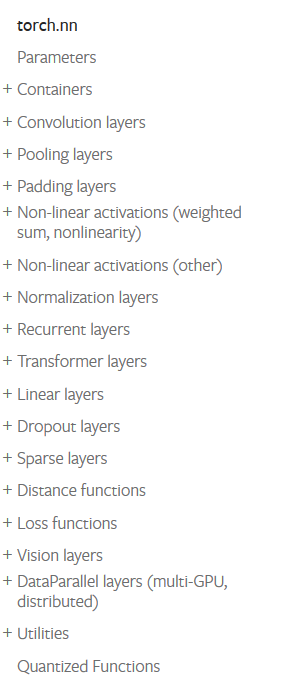 torch.nn
Parameters
+ Containers
+ Convolution layers
+ Pooling layers
+ Padding layers
+ Non-linear activations (weighted
sum, nonlinearity)
+ Non-linear activations (other)
+ Normalization layers
+ Recurrent layers
+ Transformer layers
+ Linear layers
+ Dropout layers
+ Sparse layers
+ Distance functions
+ Loss functions
+ Vision layers
+ DataParallel layers (multi-GPU,
distributed)
+ Utilities
Quantized Functions